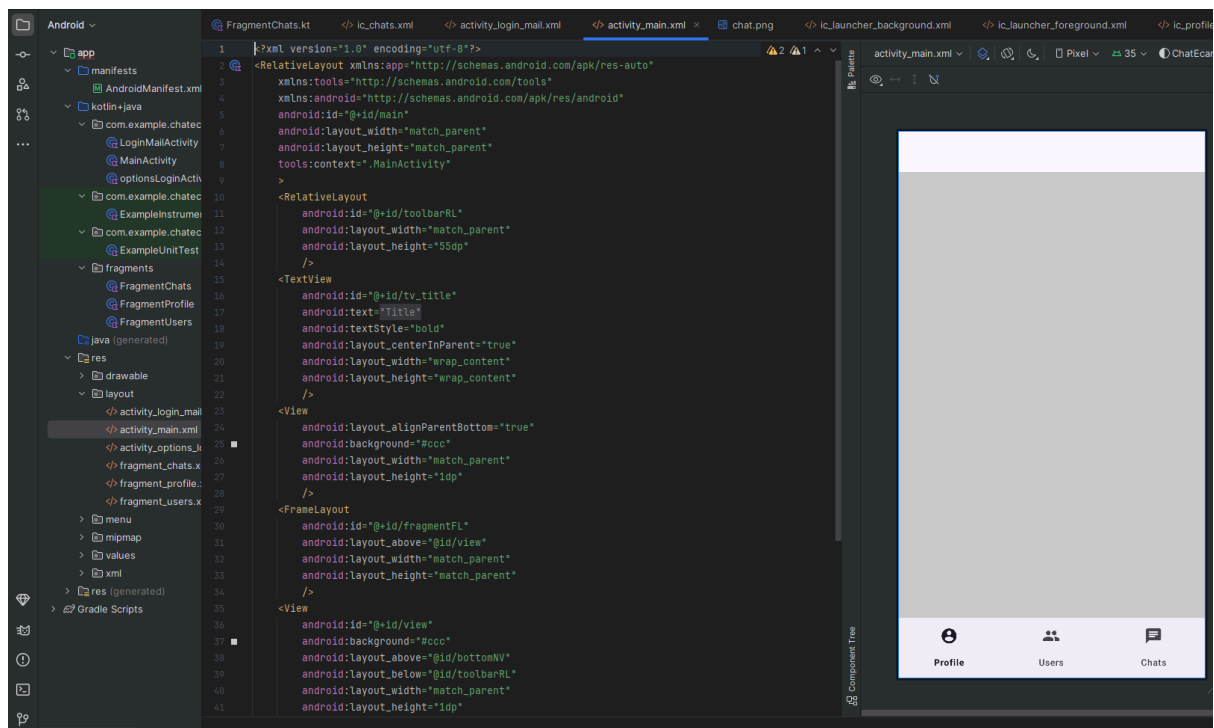 Android
FragmentChats.kt
ic_chats.xml
activity_login_mail.xml
activity_main.xml
chat.png
ic_launcher_background.xml
ic_launcher_foreground.xml
ic_profile
app
manifests
AndroidManifest.xml
kotlin+java
com.example.chatec
LoginMailActivity
MainActivity
optionsLoginActiv
com.example.chatec
ExampleInstrumer
com.example.chatec
ExampleUnitTest
fragments
FragmentChats
FragmentProfile
FragmentUsers
java (generated)
res
drawable
layout
activity_login_mail
activity_main.xml
activity_options_lo
fragment_chats.x
fragment_profile.
fragment_users.x
menu
mipmap
values
xml
res (generated)
Gradle Scripts
2 1
1 <?xml version="1.0" encoding="utf-8"?>
2 <RelativeLayout xmlns:app="http://schemas.android.com/apk/res-auto"
3 xmlns:tools="http://schemas.android.com/tools"
4 xmlns:android="http://schemas.android.com/apk/res/android"
5 android:id="@+id/main"
6 android:layout_width="match_parent"
7 android:layout_height="match_parent"
8 tools:context=".MainActivity"
9 >
10 <RelativeLayout
11 android:id="@+id/toolbarRL"
12 android:layout_width="match_parent"
13 android:layout_height="55dp"
14 />
15 <TextView
16 android:id="@+id/tv_title"
17 android:text="Title"
18 android:textStyle="bold"
19 android:layout_centerInParent="true"
20 android:layout_width="wrap_content"
21 android:layout_height="wrap_content"
22 />
23 <View
24 android:layout_alignParentBottom="true"
25 android:background="#ccc"
26 android:layout_width="match_parent"
27 android:layout_height="1dp"
28 />
29 <FrameLayout
30 android:id="@+id/fragmentFL"
31 android:layout_above="@id/view"
32 android:layout_width="match_parent"
33 android:layout_height="match_parent"
34 />
35 <View
36 android:id="@+id/view"
37 android:background="#ccc"
38 android:layout_above="@id/bottomNV"
39 android:layout_below="@id/toolbarRL"
40 android:layout_width="match_parent"
41 android:layout_height="1dp"
Palette
Component Tree
activity_main.xml
Pixel
35
ChatEcar
Profile
Users
Chats